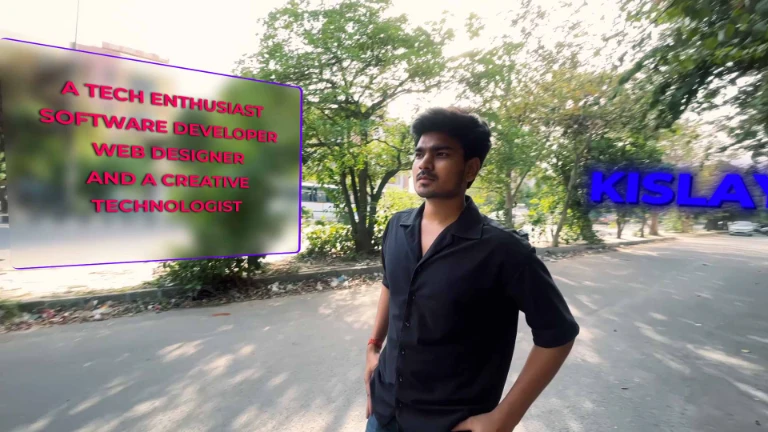 A TECH ENTHUSIAST
SOFTWARE DEVELOPER
WEB DESIGNER
AND A CREATIVE
TECHNOLOGIST
KISLAY